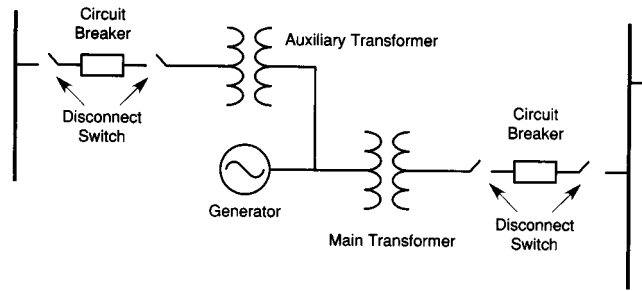 Circuit
Breaker
Auxiliary Transformer
Disconnect
Switch
Circuit
Breaker
Generator
Main Transformer
Disconnect
Switch